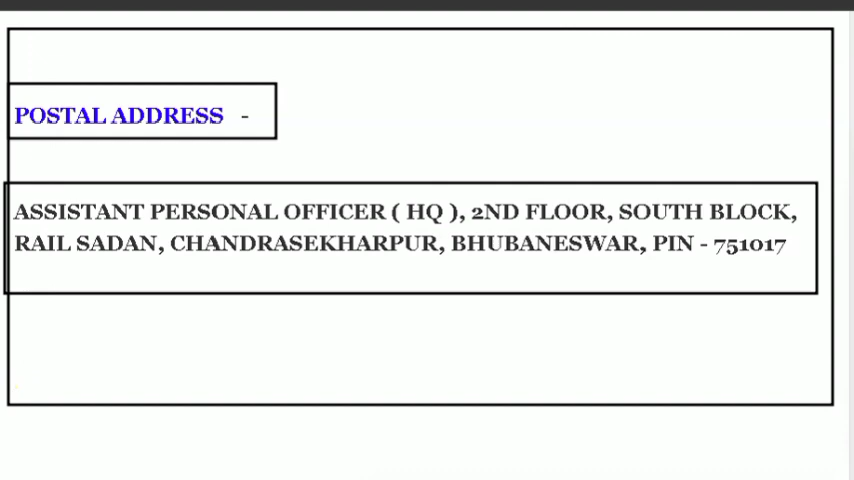 POSTAL ADDRESS -
ASSISTANT PERSONAL OFFICER ( HQ ), 2ND FLOOR, SOUTH BLOCK,
RAIL SADAN, CHANDRASEKHARPUR, BHUBANESWAR, PIN - 751017